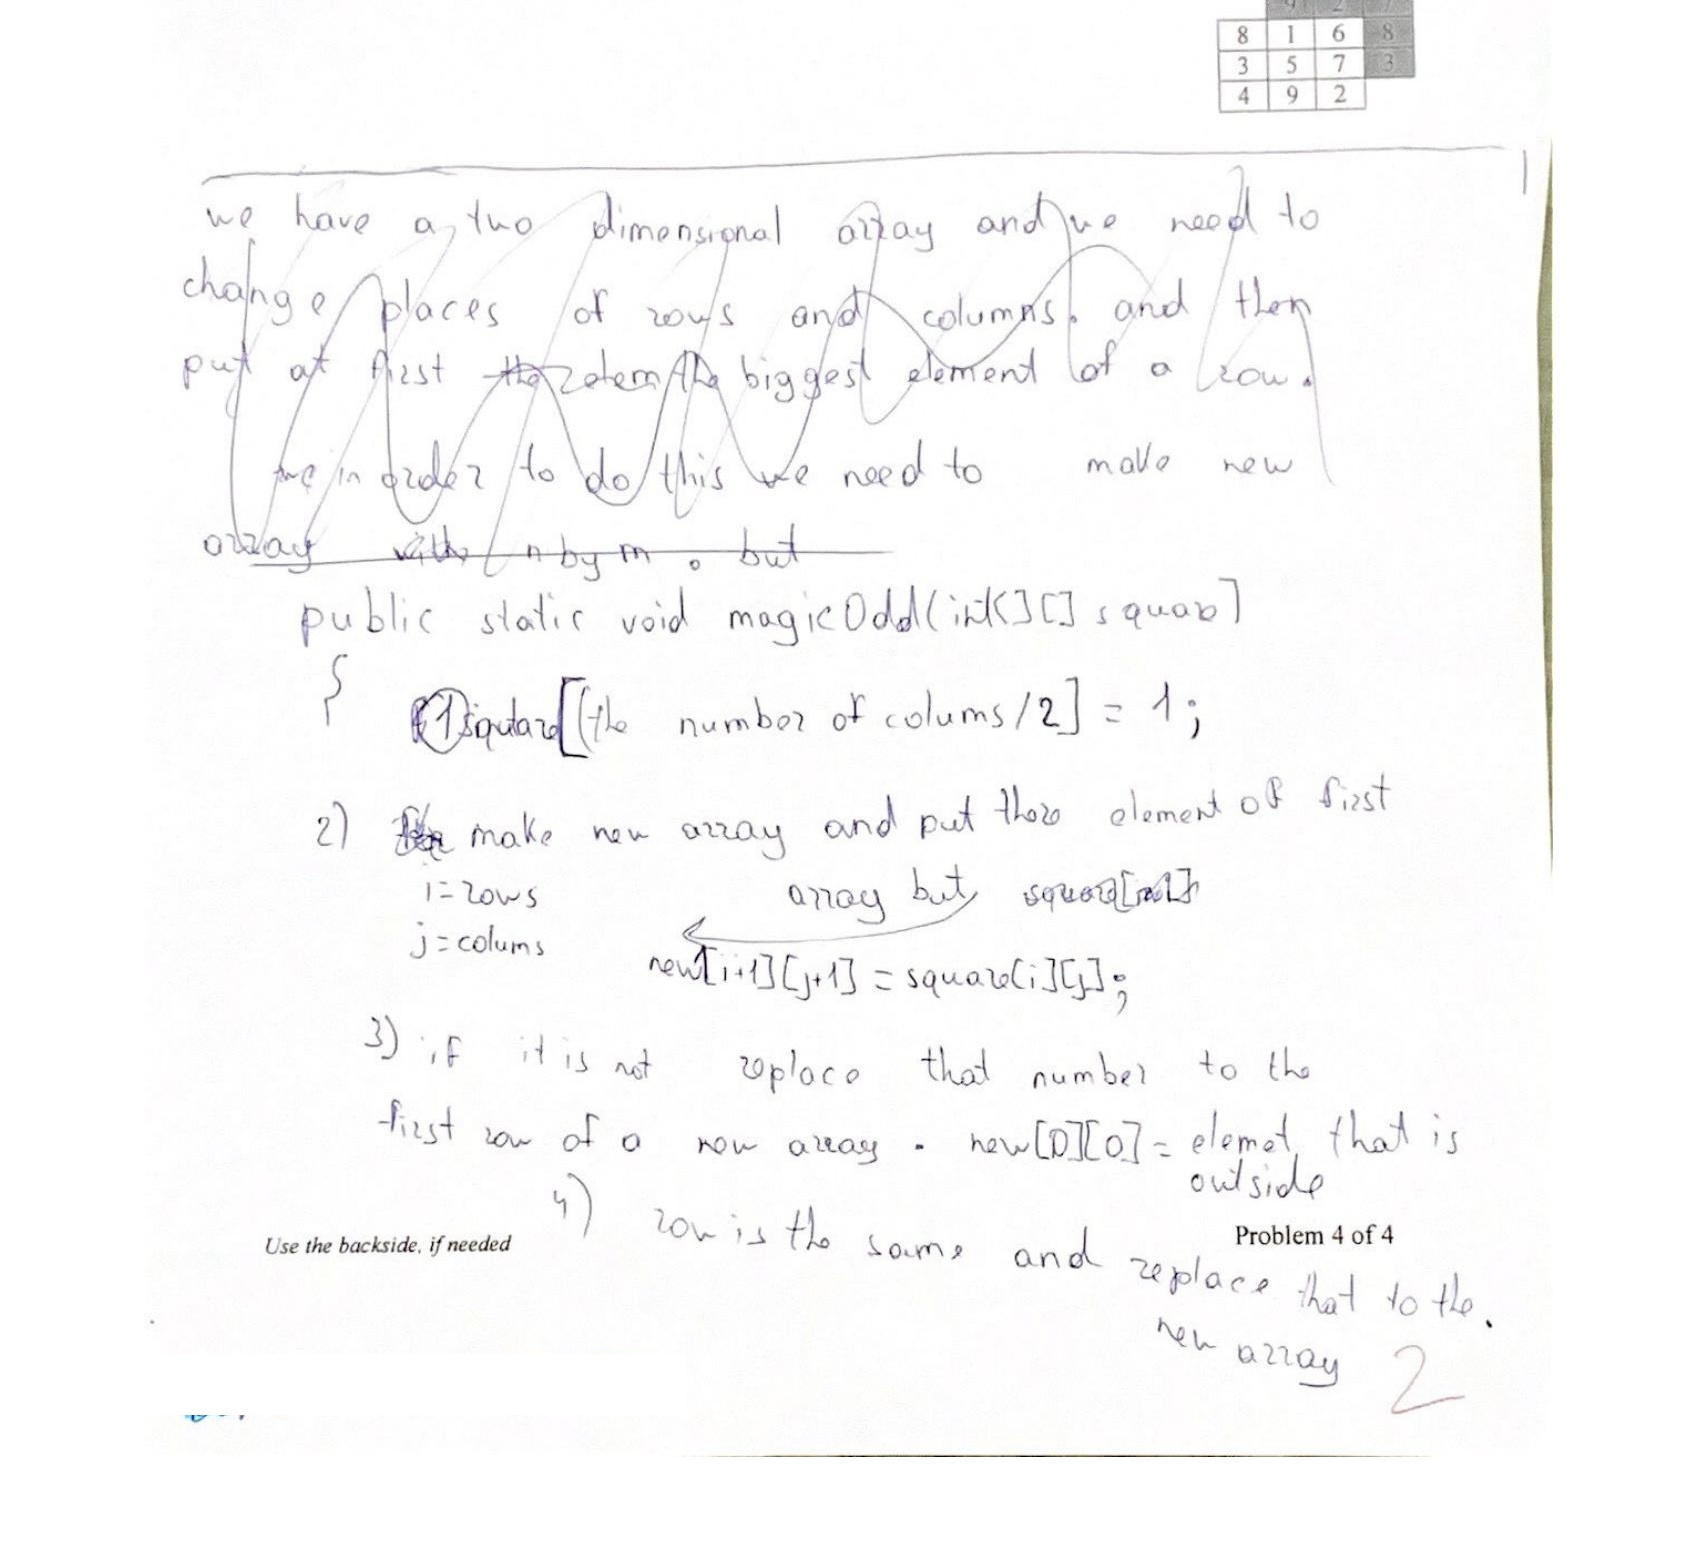 9 2 7
8 1 6 8
3 5 7 3
4 9 2
we have a two dimensional array and we need to
change places of rows and columns. and then
put at first the elem the biggest element of a row.
we in order to do this we need to make new
array with n by m. but
public static void magicOdd(int[][] square]
{
1) square[(the number of colums/2] = 1;
2) make new array and put there element of first
i=rows array but
j=colums
new[i+1][j+1] = square[i][j];
3) if it is not replace that number to the
first row of a new array. new[0][0]= elemet that is
outside
4) row is the same and replace that to the.
new array
Use the backside, if needed
Problem 4 of 4
2